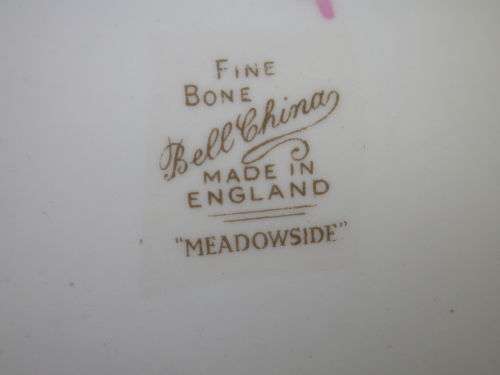 FINE
BONE
Bell China
MADE IN
ENGLAND
"MEADOWSIDE"